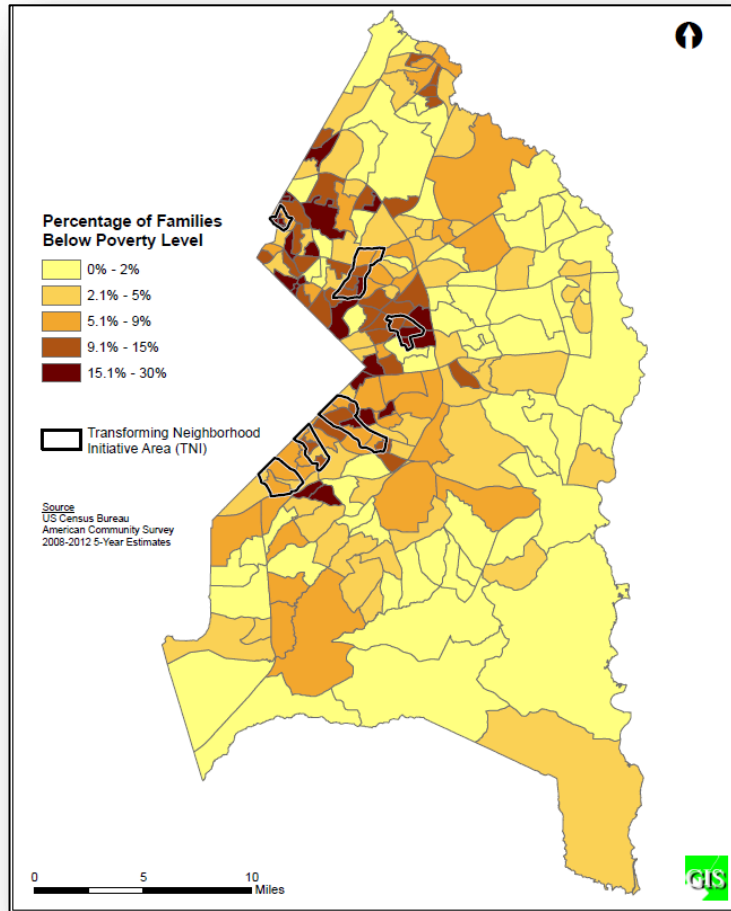 Percentage of Families
Below Poverty Level
0% - 2%
2.1% - 5%
5.1% - 9%
9.1% - 15%
15.1% - 30%
Transforming Neighborhood
Initiative Area (TNI)
Source
US Census Bureau
American Community Survey
2008-2012 5-Year Estimates
0 5 10
Miles
GIS